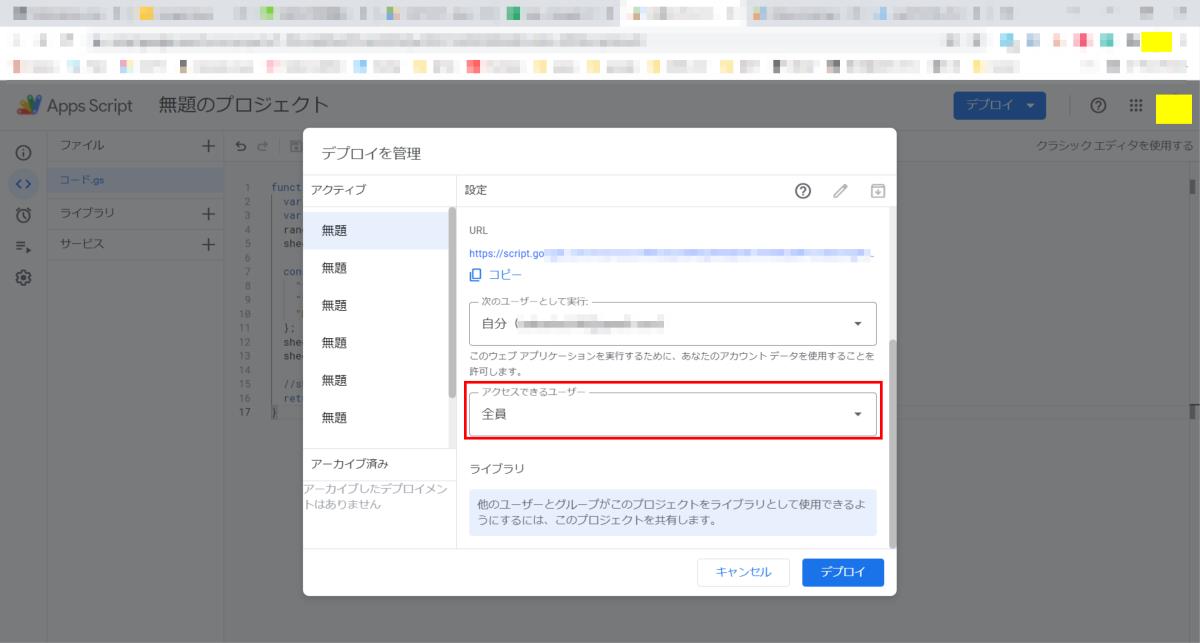 Apps Script
無題のプロジェクト
デプロイ
ファイル
クラシック エディタを使用する
コード.gs
ライブラリ
サービス
1 funct
2 var
3 var
4 ran
5 she
6
7 con
8 "
9 "
10
11 };
12 she
13 she
14
15 //s
16 ret
17 }
デプロイを管理
アクティブ
設定
無題
無題
無題
無題
無題
無題
アーカイブ済み
アーカイブしたデプロイメン
トはありません
URL
https://script.go
コピー
次のユーザーとして実行:
自分（
このウェブ アプリケーションを実行するために、あなたのアカウント データを使用することを
許可します。
アクセスできるユーザー
全員
ライブラリ
他のユーザーとグループがこのプロジェクトをライブラリとして使用できるよ
うにするには、このプロジェクトを共有します。
キャンセル
デプロイ